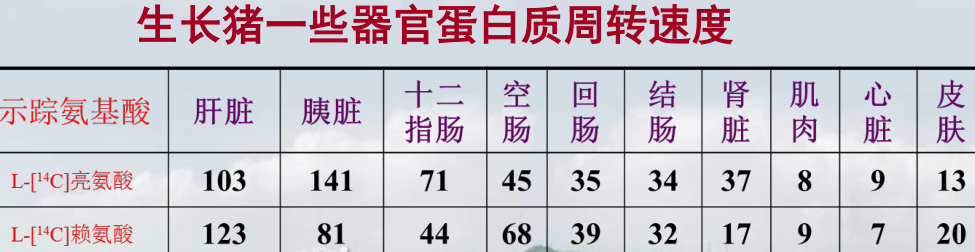 生长猪一些器官蛋白质周转速度
示踪氨基酸 肝脏 胰脏 十二指肠 空肠 回肠 结肠 肾脏 肌肉 心脏 皮肤
L-[¹⁴C]亮氨酸 103 141 71 45 35 34 37 8 9 13
L-[¹⁴C]赖氨酸 123 81 44 68 39 32 17 9 7 20